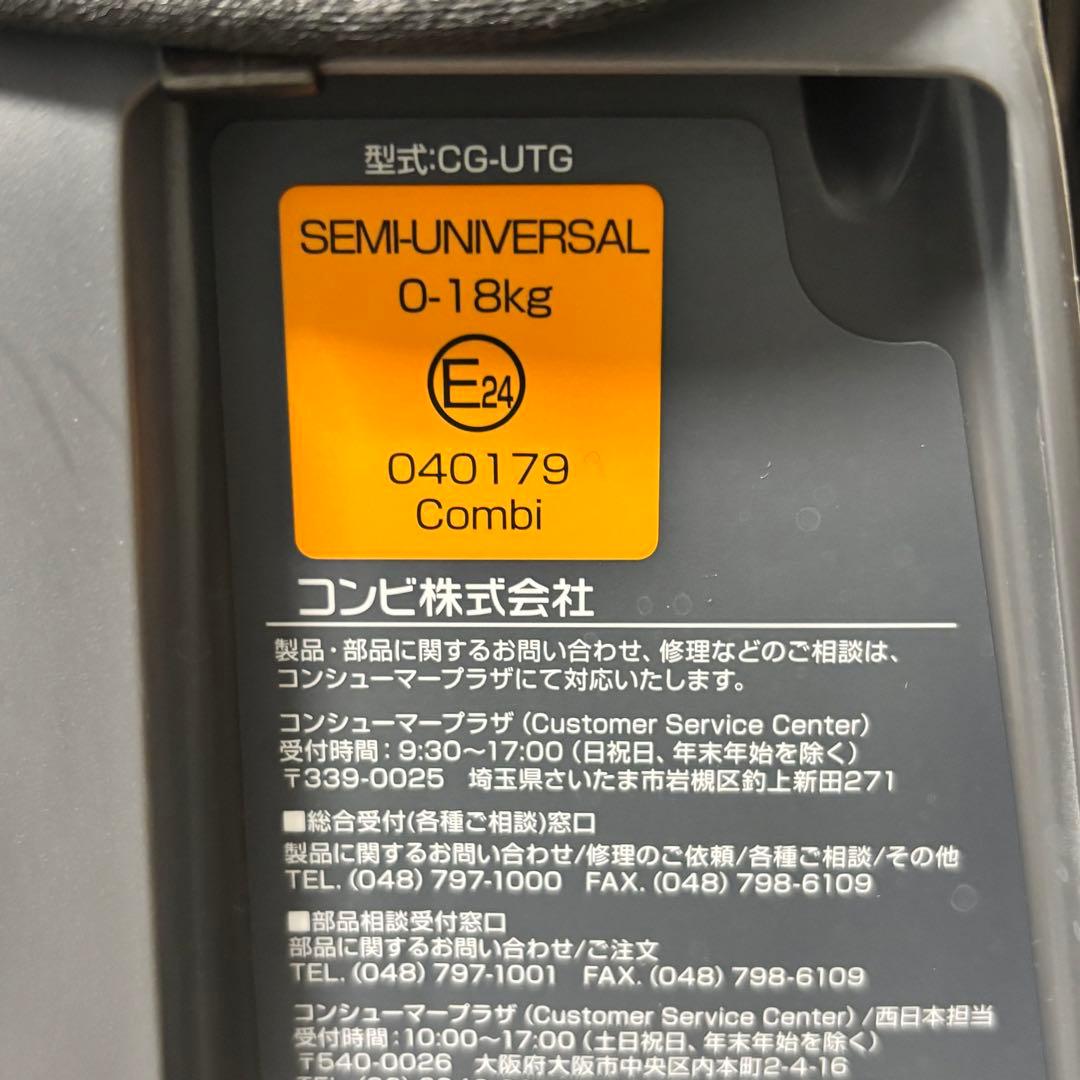 型式:CG-UTG
SEMI-UNIVERSAL
0-18kg
E24
040179
Combi
コンビ株式会社
製品・部品に関するお問い合わせ、修理などのご相談は、
コンシューマープラザにて対応いたします。
コンシューマープラザ (Customer Service Center)
受付時間：9:30～17:00 (日祝日、年末年始を除く)
〒339-0025 埼玉県さいたま市岩槻区釣上新田271
■総合受付(各種ご相談)窓口
製品に関するお問い合わせ/修理のご依頼/各種ご相談/その他
TEL. (048) 797-1000 FAX. (048) 798-6109
■部品相談受付窓口
部品に関するお問い合わせ/ご注文
TEL. (048) 797-1001 FAX. (048) 798-6109
コンシューマープラザ (Customer Service Center) /西日本担当
受付時間：10:00～17:00 (土日祝日、年末年始を除く)
〒540-0026 大阪府大阪市中央区内本町2-4-16